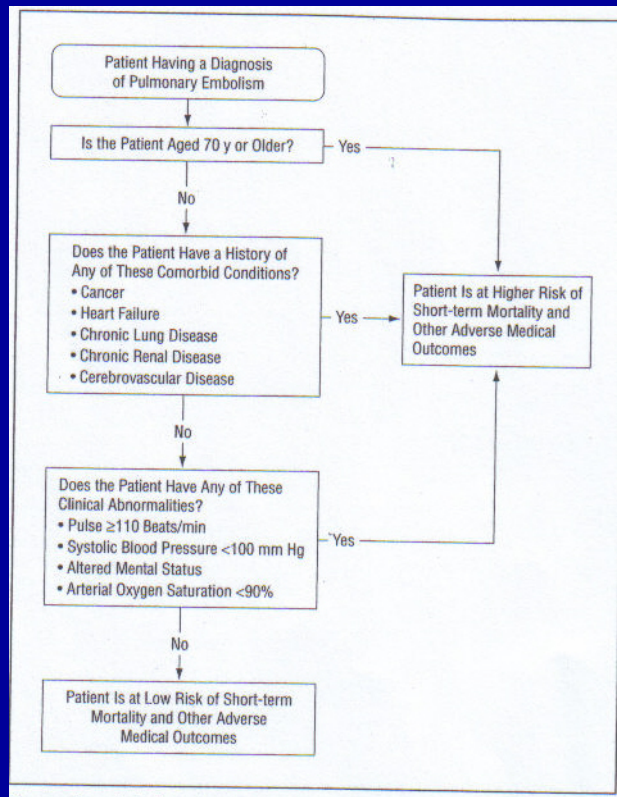 Patient Having a Diagnosis
of Pulmonary Embolism
Is the Patient Aged 70 y or Older?
Yes
No
Does the Patient Have a History of
Any of These Comorbid Conditions?
• Cancer
• Heart Failure
• Chronic Lung Disease
• Chronic Renal Disease
• Cerebrovascular Disease
Yes
Patient Is at Higher Risk of
Short-term Mortality and
Other Adverse Medical
Outcomes
No
Does the Patient Have Any of These
Clinical Abnormalities?
• Pulse ≥110 Beats/min
• Systolic Blood Pressure <100 mm Hg
• Altered Mental Status
• Arterial Oxygen Saturation <90%
Yes
No
Patient Is at Low Risk of Short-term
Mortality and Other Adverse
Medical Outcomes